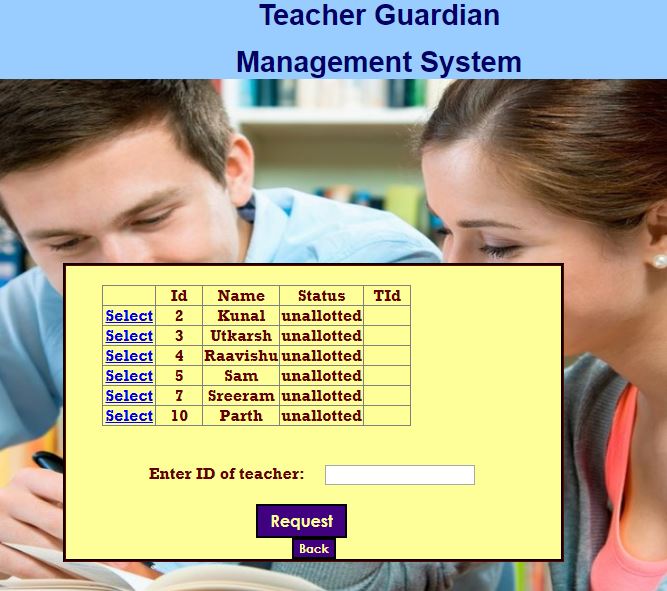 Teacher Guardian
Management System
Id Name Status TId
Select 2 Kunal unallotted
Select 3 Utkarsh unallotted
Select 4 Raavishu unallotted
Select 5 Sam unallotted
Select 7 Sreeram unallotted
Select 10 Parth unallotted
Enter ID of teacher:
Request
Back